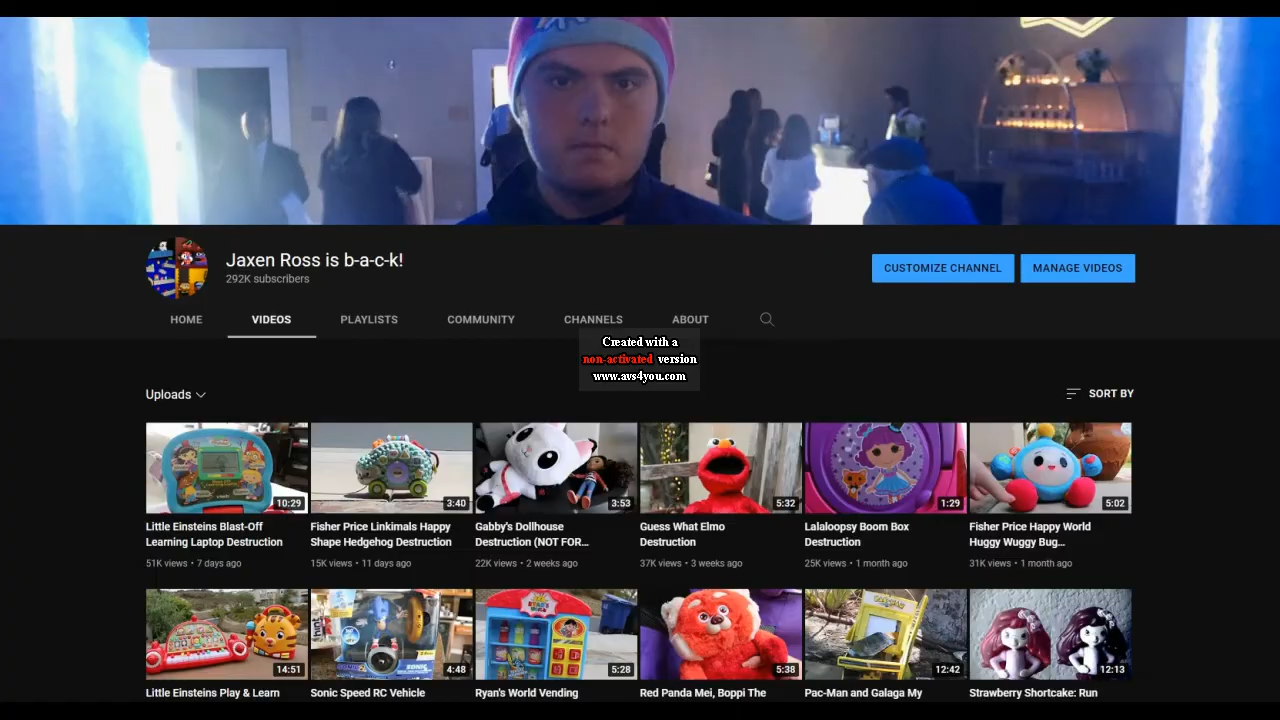 Jaxen Ross is b-a-c-k!
292K subscribers
CUSTOMIZE CHANNEL
MANAGE VIDEOS
HOME
VIDEOS
PLAYLISTS
COMMUNITY
CHANNELS
ABOUT
Created with a
non-activated version
www.avs4you.com
Uploads
SORT BY
10:29
3:40
3:53
5:32
1:29
5:02
Little Einsteins Blast-Off
Learning Laptop Destruction
51K views • 7 days ago
Fisher Price Linkimals Happy
Shape Hedgehog Destruction
15K views • 11 days ago
Gabby's Dollhouse
Destruction (NOT FOR...
22K views • 2 weeks ago
Guess What Elmo
Destruction
37K views • 3 weeks ago
Lalaloopsy Boom Box
Destruction
25K views • 1 month ago
Fisher Price Happy World
Huggy Wuggy Bug...
31K views • 1 month ago
14:51
4:48
5:28
5:38
12:42
12:13
Little Einsteins Play & Learn
Sonic Speed RC Vehicle
Ryan's World Vending
Red Panda Mei, Boppi The
Pac-Man and Galaga My
Strawberry Shortcake: Run